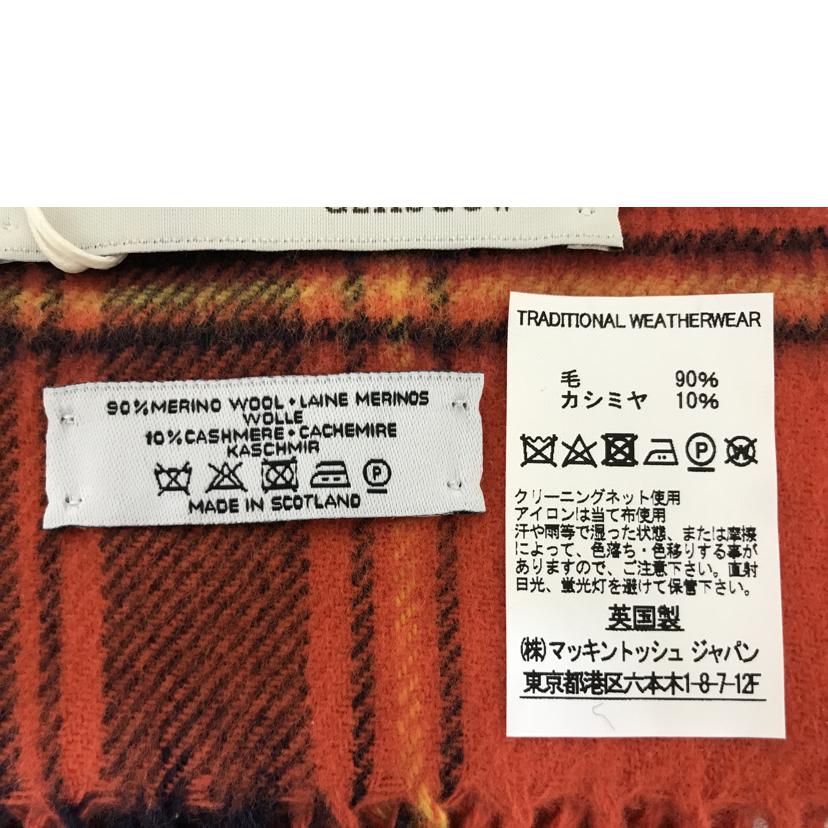 90%MERINO WOOL•LAINE MERINOS
WOLLE
10%CASHMERE•CACHEMIRE
KASCHMIR
P
MADE IN SCOTLAND
TRADITIONAL WEATHERWEAR
毛 90%
カシミヤ 10%
P W
クリーニングネット使用
アイロンは当て布使用
汗や雨等で湿った状態、または摩擦
によって、色落ち・色移りする事が
ありますので、ご注意下さい。直射
日光、蛍光灯を避けて保管下さい。
英国製
(株)マッキントッシュ ジャパン
東京都港区六本木1-8-7-12F